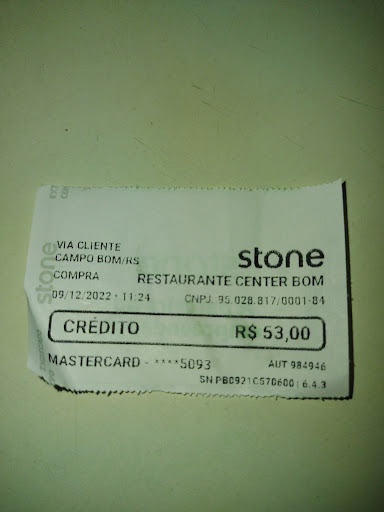 VIA CLIENTE
CAMPO BOM/RS
stone
COMPRA
RESTAURANTE CENTER BOM
09/12/2022 · 11:24 CNPJ. 95.028.817/0001-84
CRÉDITO R$ 53,00
MASTERCARD - ****5093 AUT 984946
SN PB0921C570600 | 6.4.3
stone